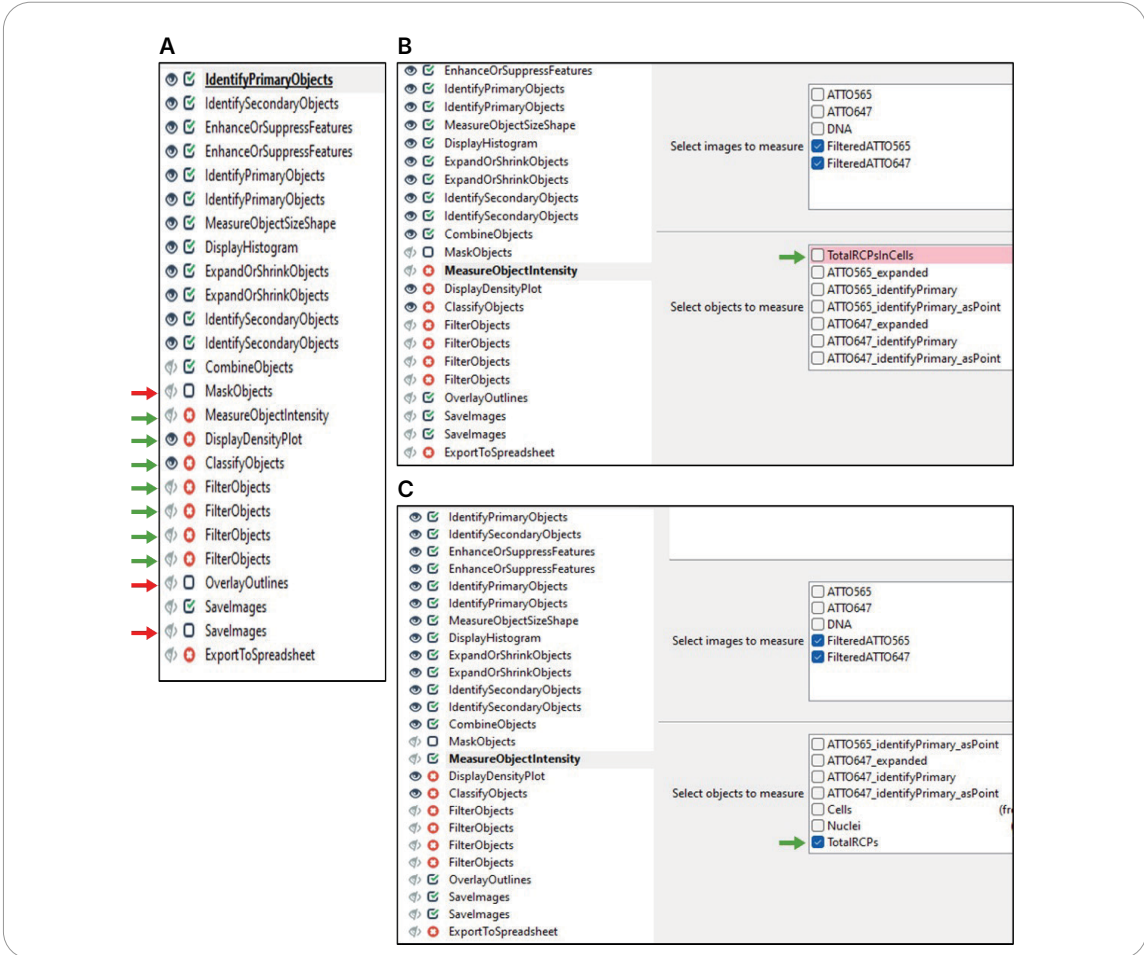 A
IdentifyPrimaryObjects
IdentifySecondaryObjects
EnhanceOrSuppressFeatures
EnhanceOrSuppressFeatures
IdentifyPrimaryObjects
IdentifyPrimaryObjects
MeasureObjectSizeShape
DisplayHistogram
ExpandOrShrinkObjects
ExpandOrShrinkObjects
IdentifySecondaryObjects
IdentifySecondaryObjects
CombineObjects
MaskObjects
MeasureObjectIntensity
DisplayDensityPlot
ClassifyObjects
FilterObjects
FilterObjects
FilterObjects
FilterObjects
OverlayOutlines
SaveImages
SaveImages
ExportToSpreadsheet
B
EnhanceOrSuppressFeatures
IdentifyPrimaryObjects
IdentifyPrimaryObjects
MeasureObjectSizeShape
DisplayHistogram
ExpandOrShrinkObjects
ExpandOrShrinkObjects
IdentifySecondaryObjects
IdentifySecondaryObjects
CombineObjects
MaskObjects
MeasureObjectIntensity
DisplayDensityPlot
ClassifyObjects
FilterObjects
FilterObjects
FilterObjects
FilterObjects
OverlayOutlines
SaveImages
SaveImages
ExportToSpreadsheet
Select images to measure
ATTO565
ATTO647
DNA
FilteredATTO565
FilteredATTO647
Select objects to measure
TotalRCPsInCells
ATTO565_expanded
ATTO565_identifyPrimary
ATTO565_identifyPrimary_asPoint
ATTO647_expanded
ATTO647_identifyPrimary
ATTO647_identifyPrimary_asPoint
C
IdentifyPrimaryObjects
IdentifySecondaryObjects
EnhanceOrSuppressFeatures
EnhanceOrSuppressFeatures
IdentifyPrimaryObjects
IdentifyPrimaryObjects
MeasureObjectSizeShape
DisplayHistogram
ExpandOrShrinkObjects
ExpandOrShrinkObjects
IdentifySecondaryObjects
IdentifySecondaryObjects
CombineObjects
MaskObjects
MeasureObjectIntensity
DisplayDensityPlot
ClassifyObjects
FilterObjects
FilterObjects
FilterObjects
FilterObjects
OverlayOutlines
SaveImages
SaveImages
ExportToSpreadsheet
Select images to measure
ATTO565
ATTO647
DNA
FilteredATTO565
FilteredATTO647
Select objects to measure
ATTO565_identifyPrimary_asPoint
ATTO647_expanded
ATTO647_identifyPrimary
ATTO647_identifyPrimary_asPoint
Cells
Nuclei
TotalRCPs